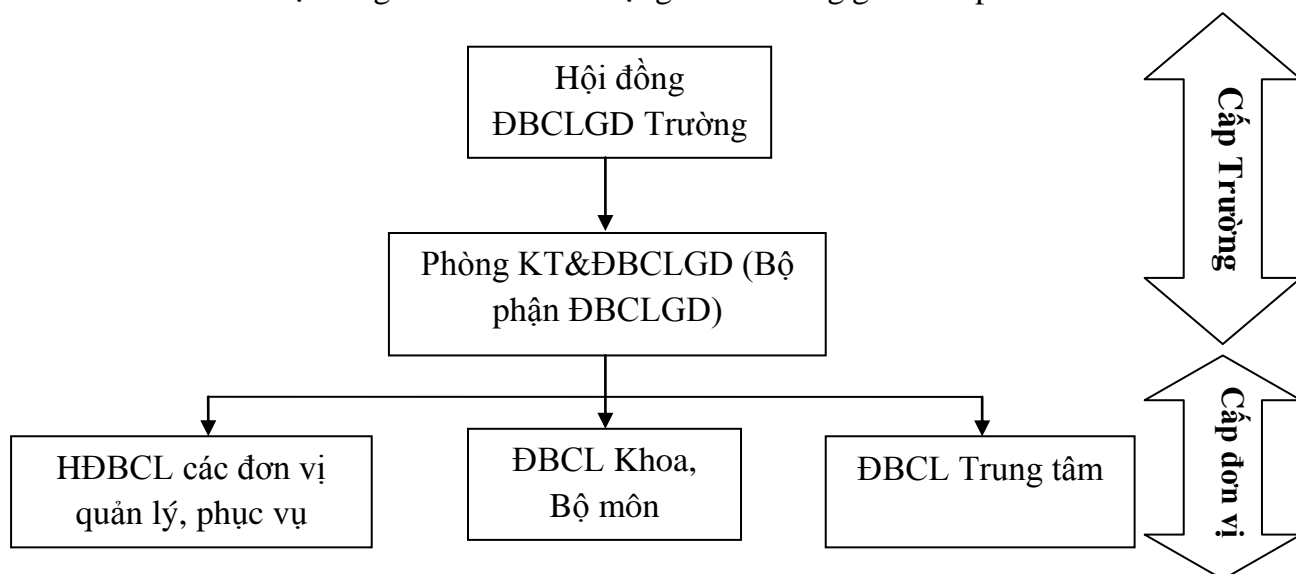 Hội đồng
ĐBCLGD Trường
Phòng KT&ĐBCLGD (Bộ
phận ĐBCLGD)
Cấp Trường
HĐBCL các đơn vị
quản lý, phục vụ
ĐBCL Khoa,
Bộ môn
ĐBCL Trung tâm
Cấp đơn vị